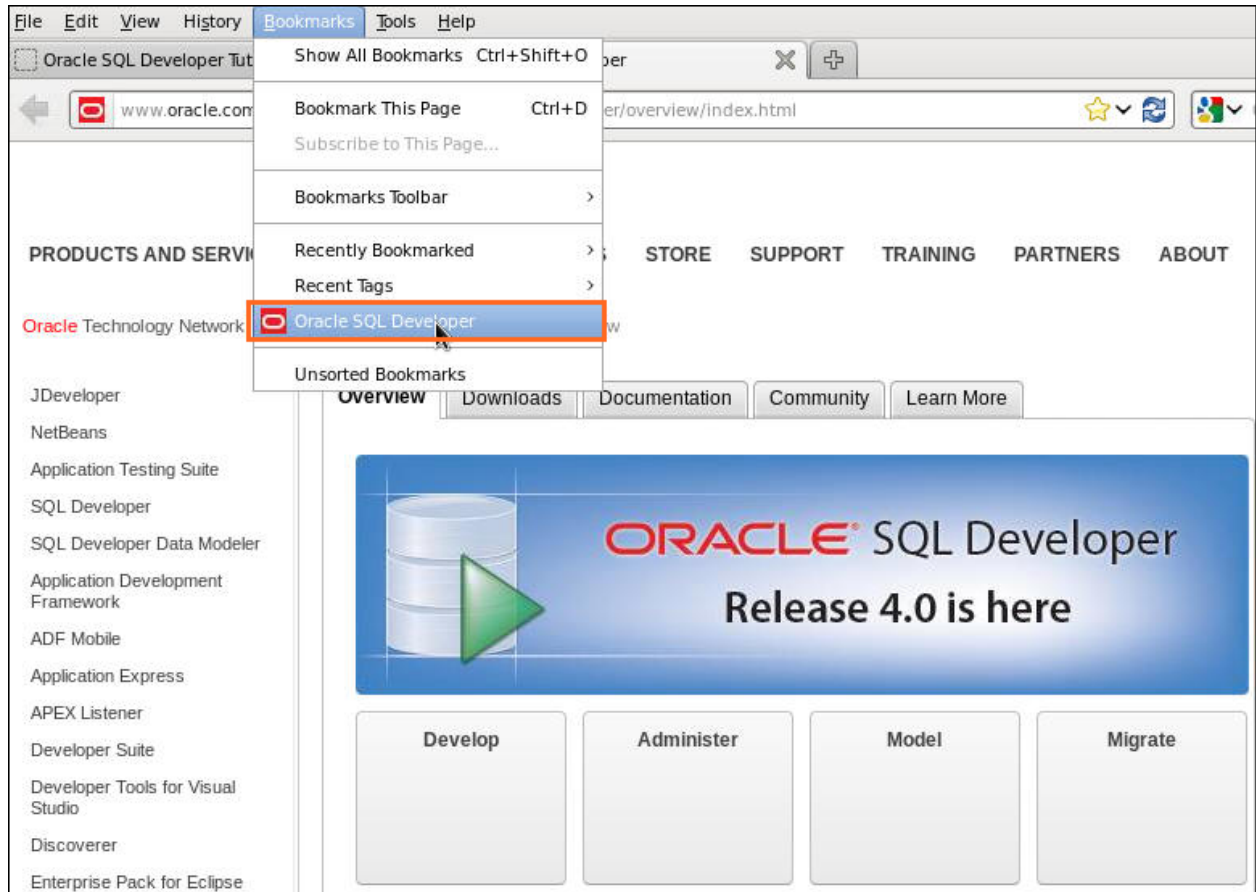 File Edit View History Bookmarks Tools Help
Oracle SQL Developer Tut
Show All Bookmarks Ctrl+Shift+O
www.oracle.com
er/overview/index.html
Bookmark This Page Ctrl+D
Subscribe to This Page...
Bookmarks Toolbar
Recently Bookmarked
Recent Tags
Oracle SQL Developer
Unsorted Bookmarks
PRODUCTS AND STORE SUPPORT TRAINING PARTNERS ABOUT
Oracle Technology Network
Overview Downloads Documentation Community Learn More
JDeveloper
NetBeans
Application Testing Suite
SQL Developer
SQL Developer Data Modeler
Application Development
Framework
ADF Mobile
Application Express
APEX Listener
Developer Suite
Developer Tools for Visual
Studio
Discoverer
Enterprise Pack for Eclipse
ORACLE® SQL Developer
Release 4.0 is here
Develop Administer Model Migrate